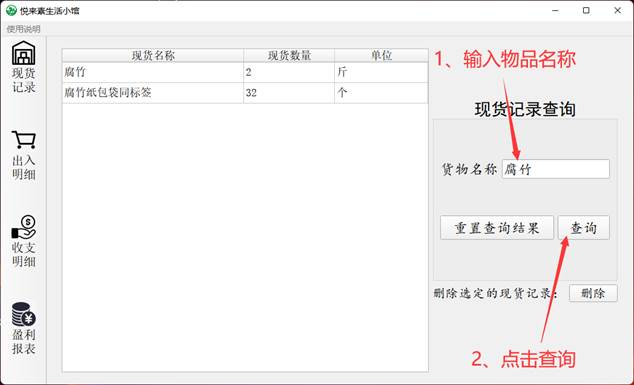 悦来素生活小馆
使用说明
现货
记录
出入
明细
收支
明细
盈利
报表
现货名称 现货数量 单位
腐竹 2 斤
腐竹纸包袋同标签 32 个
1、输入物品名称
现货记录查询
货物名称 腐竹
重置查询结果 查询
删除选定的现货记录： 删除
2、点击查询